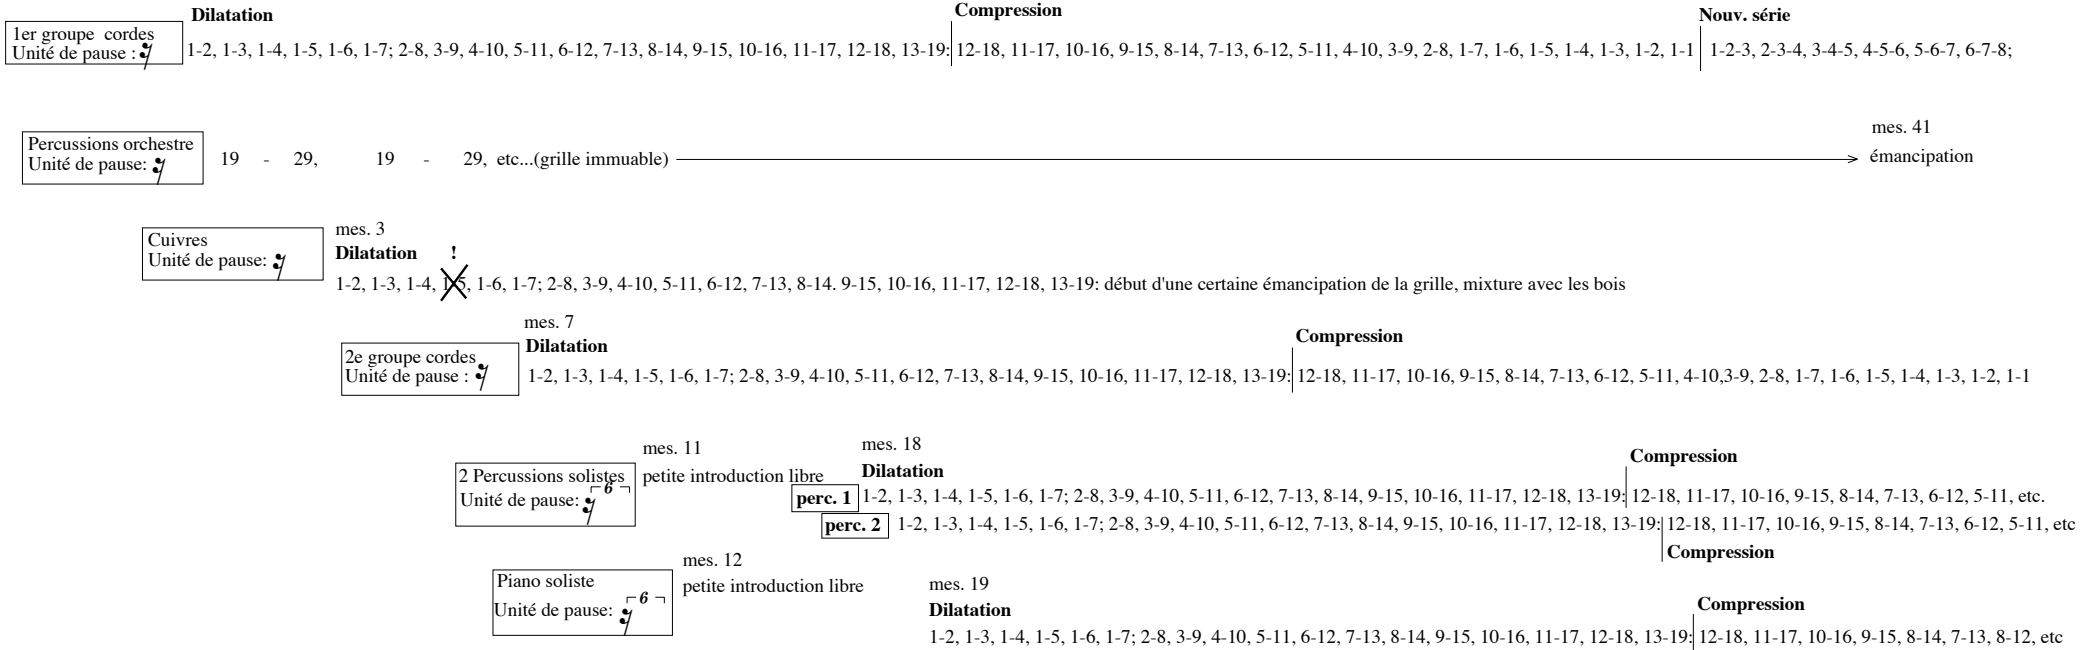 Dilatation
Compression
Nouv. série
1er groupe cordes
Unité de pause :
1-2, 1-3, 1-4, 1-5, 1-6, 1-7; 2-8, 3-9, 4-10, 5-11, 6-12, 7-13, 8-14, 9-15, 10-16, 11-17, 12-18, 13-19: 12-18, 11-17, 10-16, 9-15, 8-14, 7-13, 6-12, 5-11, 4-10, 3-9, 2-8, 1-7, 1-6, 1-5, 1-4, 1-3, 1-2, 1-1 1-2-3, 2-3-4, 3-4-5, 4-5-6, 5-6-7, 6-7-8;
Percussions orchestre
Unité de pause:
19 - 29, 19 - 29, etc...(grille immuable)
mes. 41
émancipation
Cuivres
Unité de pause:
mes. 3
Dilatation !
1-2, 1-3, 1-4, 1-5, 1-6, 1-7; 2-8, 3-9, 4-10, 5-11, 6-12, 7-13, 8-14. 9-15, 10-16, 11-17, 12-18, 13-19: début d'une certaine émancipation de la grille, mixture avec les bois
2e groupe cordes
Unité de pause :
mes. 7
Dilatation
Compression
1-2, 1-3, 1-4, 1-5, 1-6, 1-7; 2-8, 3-9, 4-10, 5-11, 6-12, 7-13, 8-14, 9-15, 10-16, 11-17, 12-18, 13-19: 12-18, 11-17, 10-16, 9-15, 8-14, 7-13, 6-12, 5-11, 4-10,3-9, 2-8, 1-7, 1-6, 1-5, 1-4, 1-3, 1-2, 1-1
2 Percussions solistes
Unité de pause: 6
mes. 11
petite introduction libre
mes. 18
Dilatation
Compression
perc. 1 1-2, 1-3, 1-4, 1-5, 1-6, 1-7; 2-8, 3-9, 4-10, 5-11, 6-12, 7-13, 8-14, 9-15, 10-16, 11-17, 12-18, 13-19: 12-18, 11-17, 10-16, 9-15, 8-14, 7-13, 6-12, 5-11, etc.
perc. 2 1-2, 1-3, 1-4, 1-5, 1-6, 1-7; 2-8, 3-9, 4-10, 5-11, 6-12, 7-13, 8-14, 9-15, 10-16, 11-17, 12-18, 13-19: 12-18, 11-17, 10-16, 9-15, 8-14, 7-13, 6-12, 5-11, etc
Compression
Piano soliste
Unité de pause: 6
mes. 12
petite introduction libre
mes. 19
Dilatation
Compression
1-2, 1-3, 1-4, 1-5, 1-6, 1-7; 2-8, 3-9, 4-10, 5-11, 6-12, 7-13, 8-14, 9-15, 10-16, 11-17, 12-18, 13-19: 12-18, 11-17, 10-16, 9-15, 8-14, 7-13, 8-12, etc